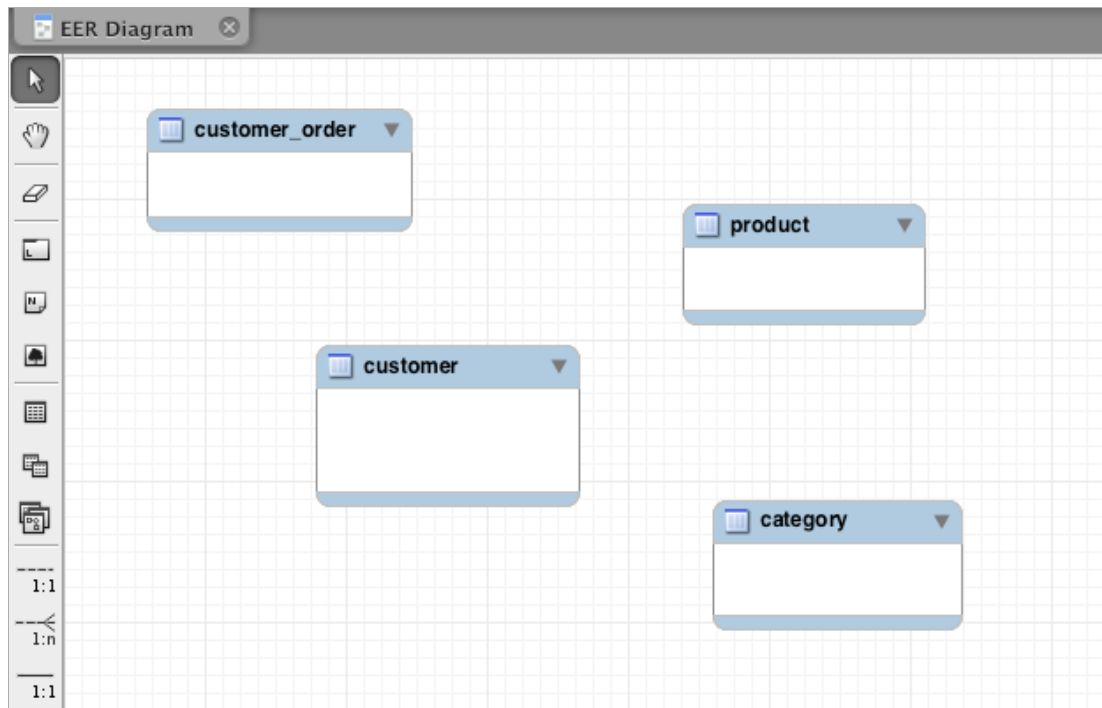 EER Diagram
customer_order
product
customer
category
L
N
1:1
1:n
1:1